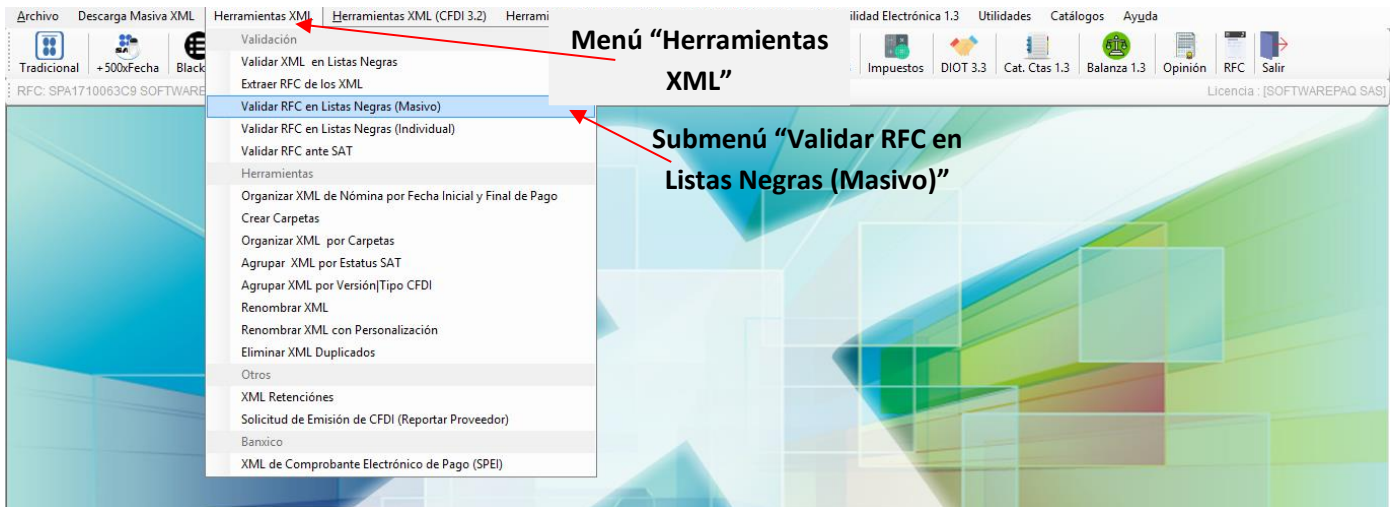 Archivo Descarga Masiva XML Herramientas XML Herramientas XML (CFDI 3.2) Herrami ilidad Electrónica 1.3 Utilidades Catálogos Ayuda
Menú “Herramientas
XML”
Tradicional +500xFecha Black Impuestos DIOT 3.3 Cat. Ctas 1.3 Balanza 1.3 Opinión RFC Salir
RFC: SPA1710063C9 SOFTWARE Licencia : [SOFTWAREPAQ SAS]
Validación
Validar XML en Listas Negras
Extraer RFC de los XML
Validar RFC en Listas Negras (Masivo)
Validar RFC en Listas Negras (Individual)
Validar RFC ante SAT
Herramientas
Organizar XML de Nómina por Fecha Inicial y Final de Pago
Crear Carpetas
Organizar XML por Carpetas
Agrupar XML por Estatus SAT
Agrupar XML por Versión|Tipo CFDI
Renombrar XML
Renombrar XML con Personalización
Eliminar XML Duplicados
Otros
XML Retenciónes
Solicitud de Emisión de CFDI (Reportar Proveedor)
Banxico
XML de Comprobante Electrónico de Pago (SPEI)
Submenú “Validar RFC en
Listas Negras (Masivo)”